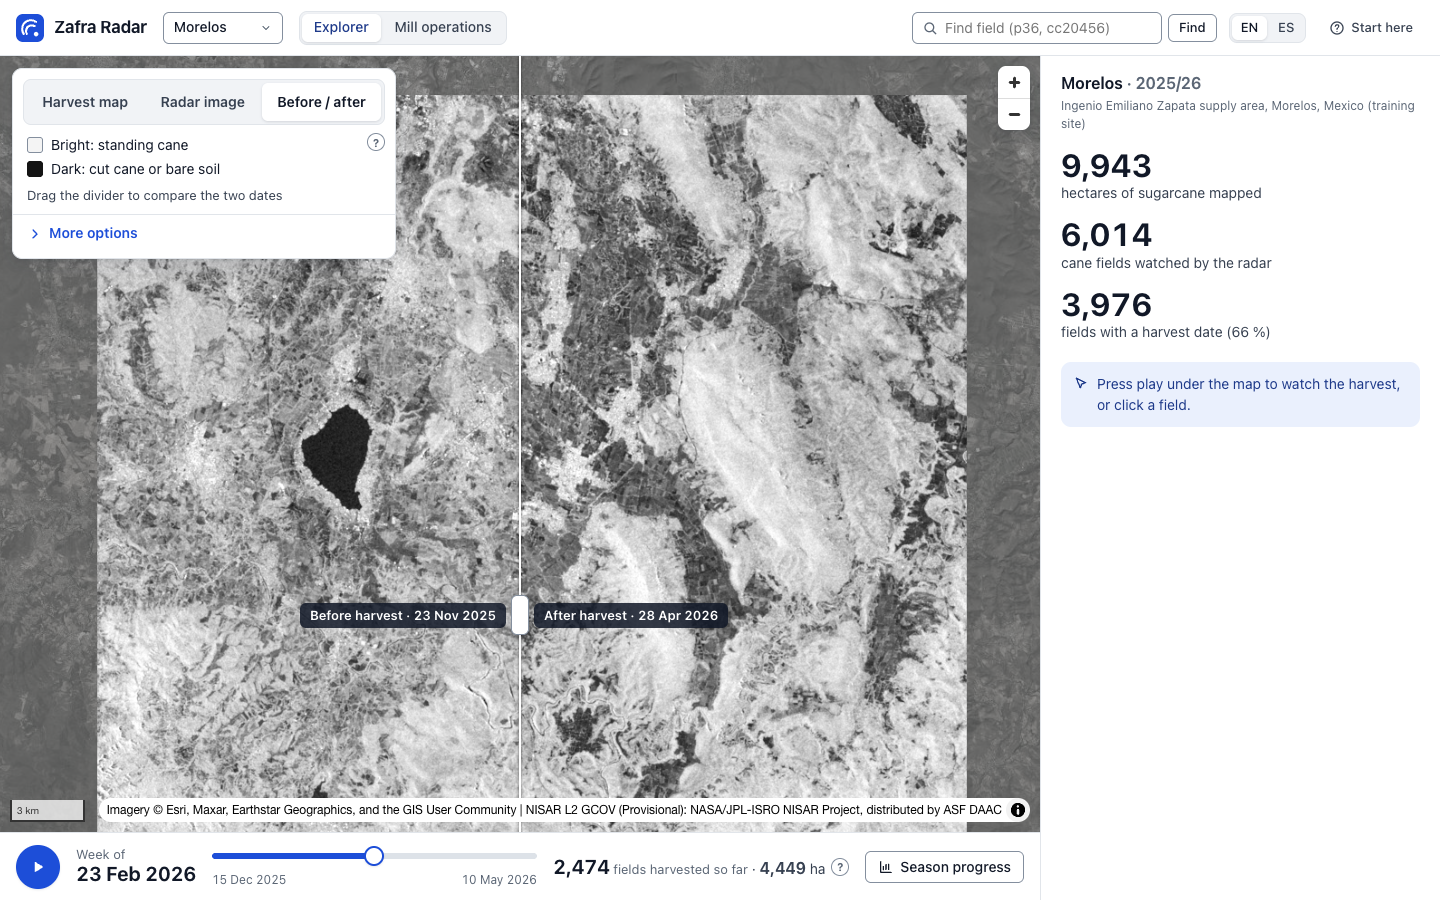 Zafra Radar
Morelos
Explorer
Mill operations
Find field (p36, cc20456)
Find
EN
ES
Start here
Harvest map
Radar image
Before / after
Bright: standing cane
?
Dark: cut cane or bare soil
Drag the divider to compare the two dates
More options
+
−
Before harvest · 23 Nov 2025
After harvest · 28 Apr 2026
3 km
Imagery © Esri, Maxar, Earthstar Geographics, and the GIS User Community | NISAR L2 GCOV (Provisional): NASA/JPL-ISRO NISAR Project, distributed by ASF DAAC
Morelos · 2025/26
Ingenio Emiliano Zapata supply area, Morelos, Mexico (training
site)
9,943
hectares of sugarcane mapped
6,014
cane fields watched by the radar
3,976
fields with a harvest date (66 %)
Press play under the map to watch the harvest,
or click a field.
Week of
23 Feb 2026
15 Dec 2025
10 May 2026
2,474 fields harvested so far · 4,449 ha ?
Season progress